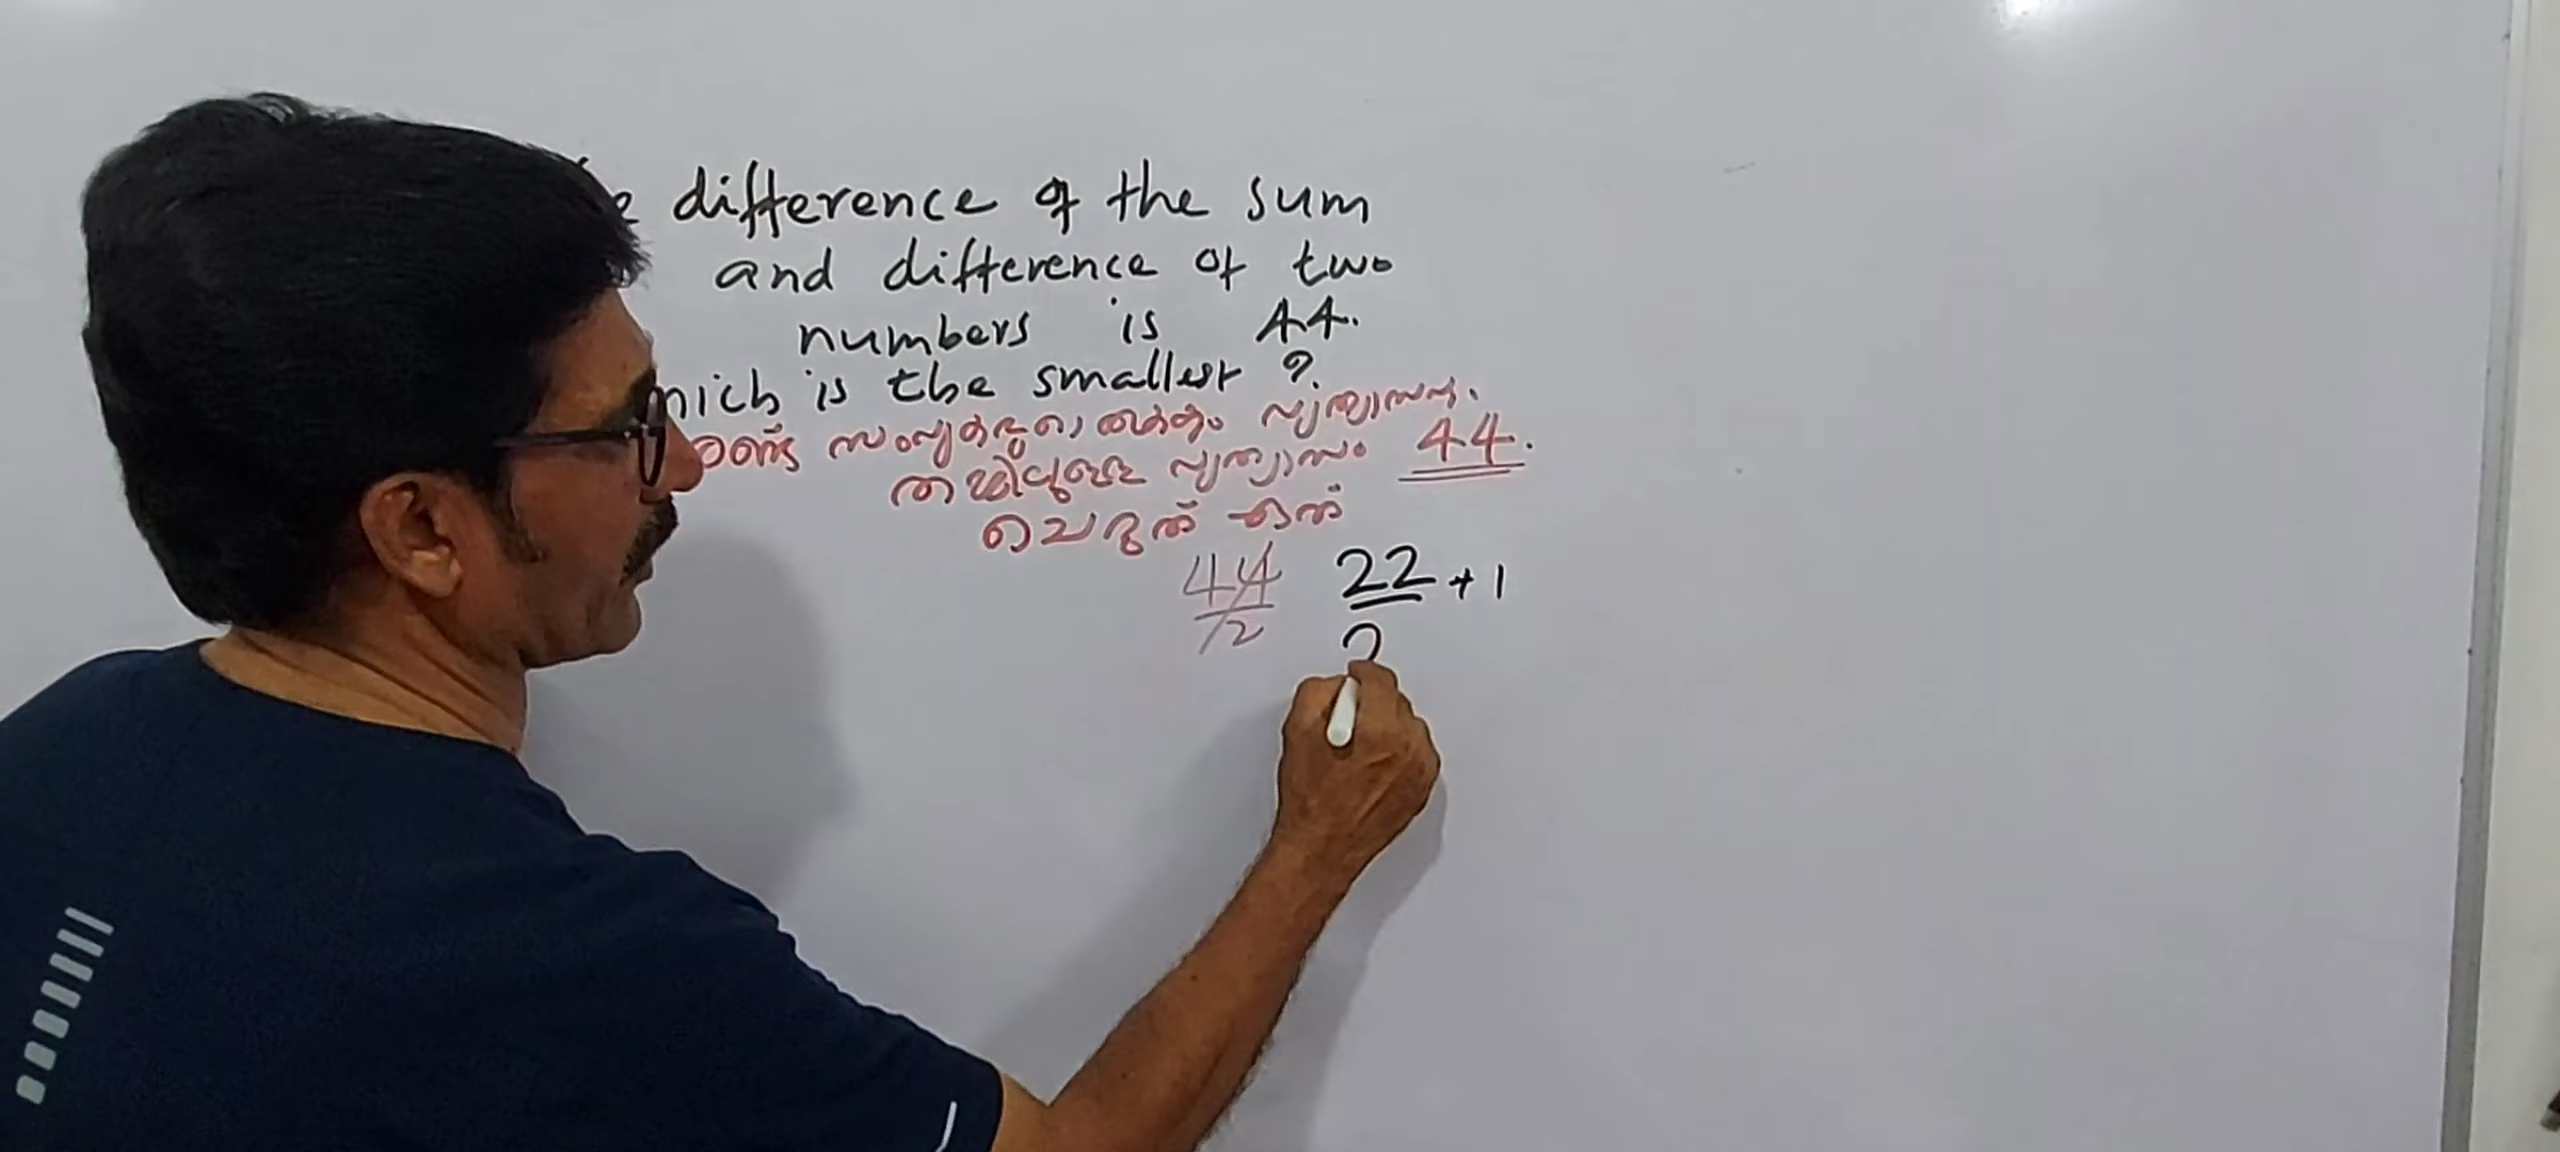 difference of the sum
and difference of two
numbers is 44.
is the smallest ?
രണ്ട് സംഖ്യകളുടെ തുകയും വ്യത്യാസവും
തമ്മിലുള്ള വ്യത്യാസം 44.
ചെറുത് ഏത്
44/2 22 + 1
2